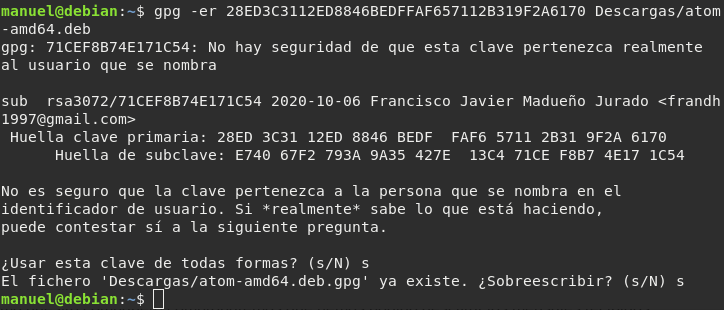 manuel@debian:~$ gpg -er 28ED3C3112ED8846BEDFFAF657112B319F2A6170 Descargas/atom
-amd64.deb
gpg: 71CEF8B74E171C54: No hay seguridad de que esta clave pertenezca realmente
al usuario que se nombra
sub  rsa3072/71CEF8B74E171C54 2020-10-06 Francisco Javier Madueño Jurado <frandh
1997@gmail.com>
 Huella clave primaria: 28ED 3C31 12ED 8846 BEDF  FAF6 5711 2B31 9F2A 6170
      Huella de subclave: E740 67F2 793A 9A35 427E  13C4 71CE F8B7 4E17 1C54
No es seguro que la clave pertenezca a la persona que se nombra en el
identificador de usuario. Si *realmente* sabe lo que está haciendo,
puede contestar sí a la siguiente pregunta.
¿Usar esta clave de todas formas? (s/N) s
El fichero 'Descargas/atom-amd64.deb.gpg' ya existe. ¿Sobreescribir? (s/N) s
manuel@debian:~$